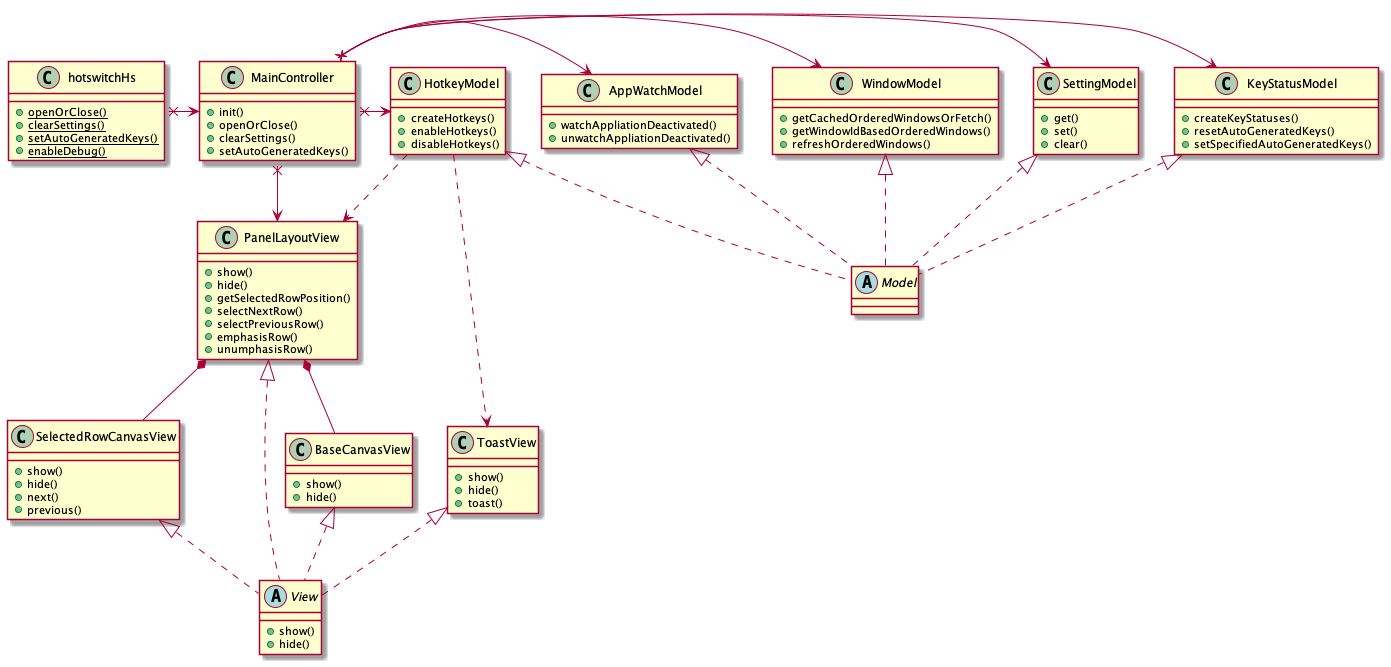 C hotswitchHs
openOrClose()
clearSettings()
setAutoGeneratedKeys()
enableDebug()
C MainController
init()
openOrClose()
clearSettings()
setAutoGeneratedKeys()
C HotkeyModel
createHotkeys()
enableHotkeys()
disableHotkeys()
C AppWatchModel
watchAppliationDeactivated()
unwatchAppliationDeactivated()
C WindowModel
getCachedOrderedWindowsOrFetch()
getWindowIdBasedOrderedWindows()
refreshOrderedWindows()
C SettingModel
get()
set()
clear()
C KeyStatusModel
createKeyStatuses()
resetAutoGeneratedKeys()
setSpecifiedAutoGeneratedKeys()
C PanelLayoutView
show()
hide()
getSelectedRowPosition()
selectNextRow()
selectPreviousRow()
emphasisRow()
unumphasisRow()
A Model
C SelectedRowCanvasView
show()
hide()
next()
previous()
C BaseCanvasView
show()
hide()
C ToastView
show()
hide()
toast()
A View
show()
hide()